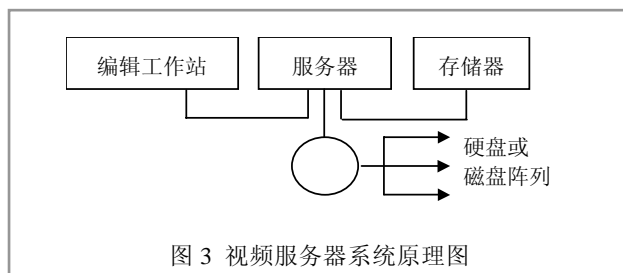 编辑工作站
服务器
存储器
硬盘或
磁盘阵列
图 3 视频服务器系统原理图